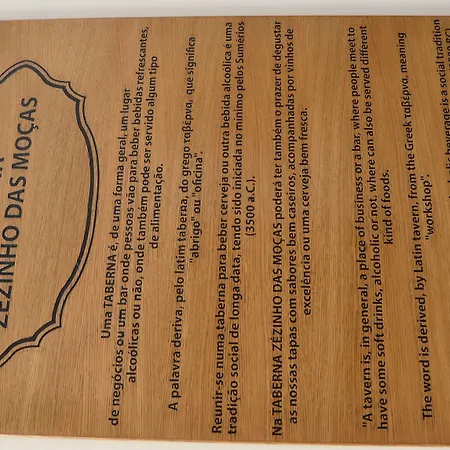 ZÉZINHO DAS MOÇAS
Uma TABERNA é, de uma forma geral, um lugar
de negócios ou um bar onde pessoas vão para beber bebidas refrescantes,
alcoólicas ou não, onde também pode ser servido algum tipo
de alimentação.
A palavra deriva, pelo latim taberna, do grego ταβέρνα, que significa
"abrigo" ou "oficina".
Reunir-se numa taberna para beber cerveja ou outra bebida alcoólica é uma
tradição social de longa data, tendo sido iniciada no mínimo pelos Sumérios
(3500 a.C.).
Na TABERNA ZÉZINHO DAS MOÇAS poderá ter também o prazer de degustar
as nossas tapas com sabores bem caseiros, acompanhadas por vinhos de
excelência ou uma cerveja bem fresca.
"A tavern is, in general, a place of business or a bar, where people meet to
have some soft drinks, alcoholic or not, where can also be served different
kind of foods.
The word is derived, by Latin tavern, from the Greek ταβέρνα, meaning
"workshop".
beverage is a social tradition